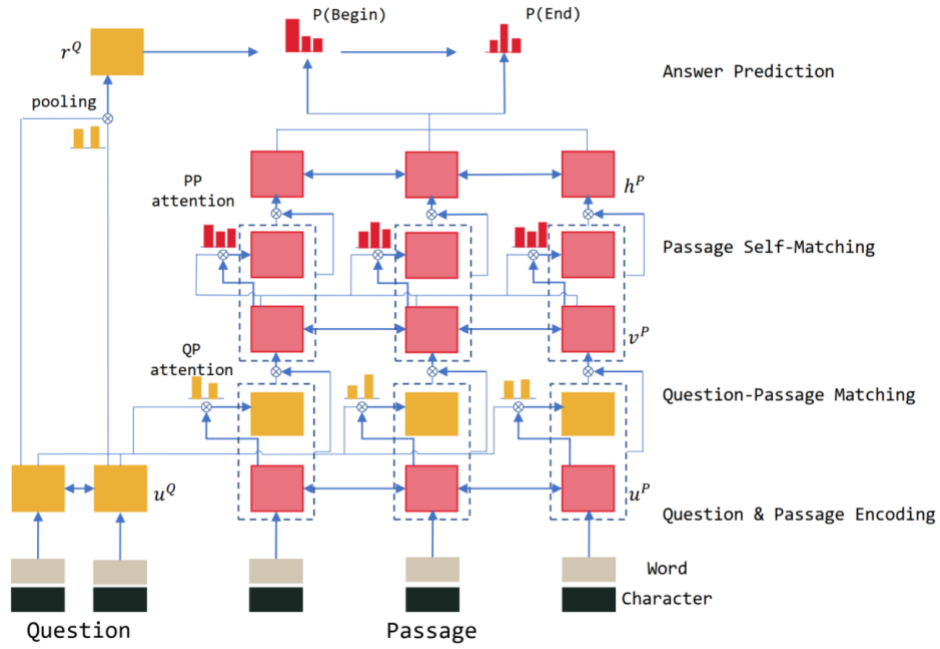 P(Begin)
P(End)
r^Q
Answer Prediction
pooling
PP
attention
h^P
Passage Self-Matching
v^P
QP
attention
Question-Passage Matching
u^Q
u^P
Question & Passage Encoding
Word
Character
Question
Passage